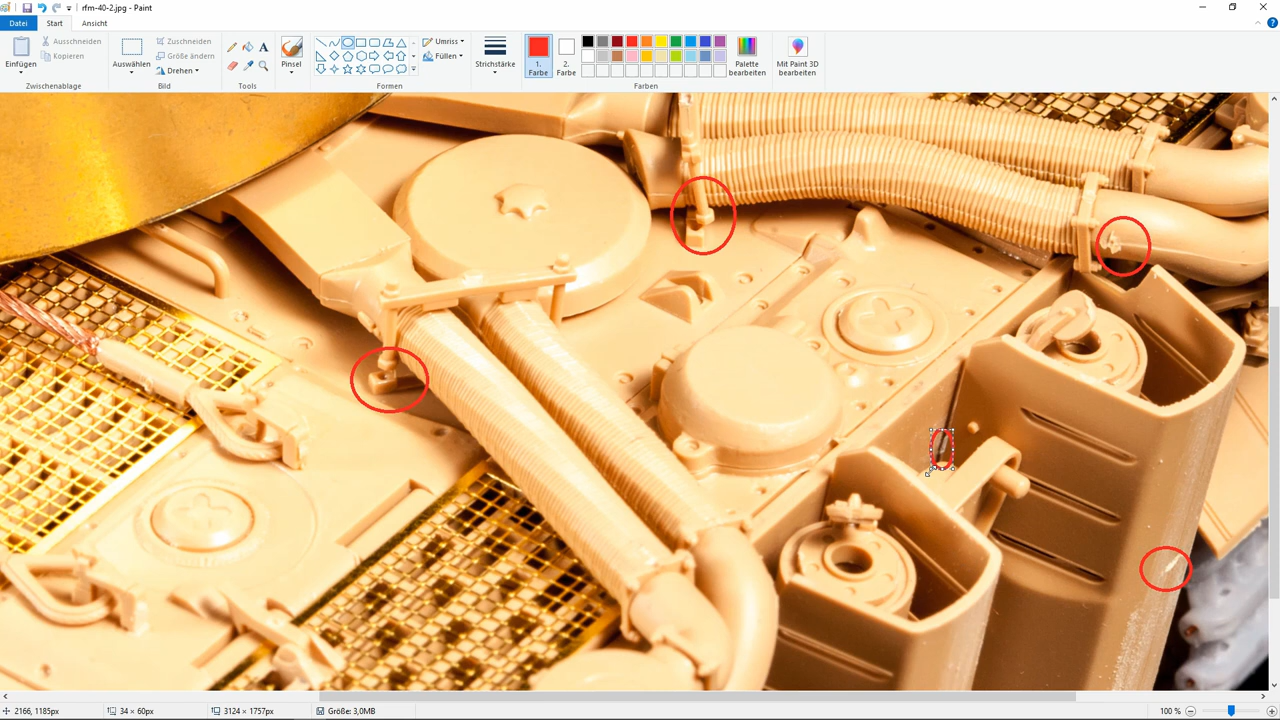 rfm-40-2.jpg - Paint
Datei Start Ansicht
Einfügen
Ausschneiden
Kopieren
Zwischenablage
Auswählen
Zuschneiden
Größe ändern
Drehen
Bild
A
Tools
Pinsel
Umriss
Füllen
Formen
Strichstärke
1.
Farbe
2.
Farbe
Palette
bearbeiten
Farben
Mit Paint 3D
bearbeiten
2166, 1185px 34 × 60px 3124 × 1757px Größe: 3,0MB 100 %